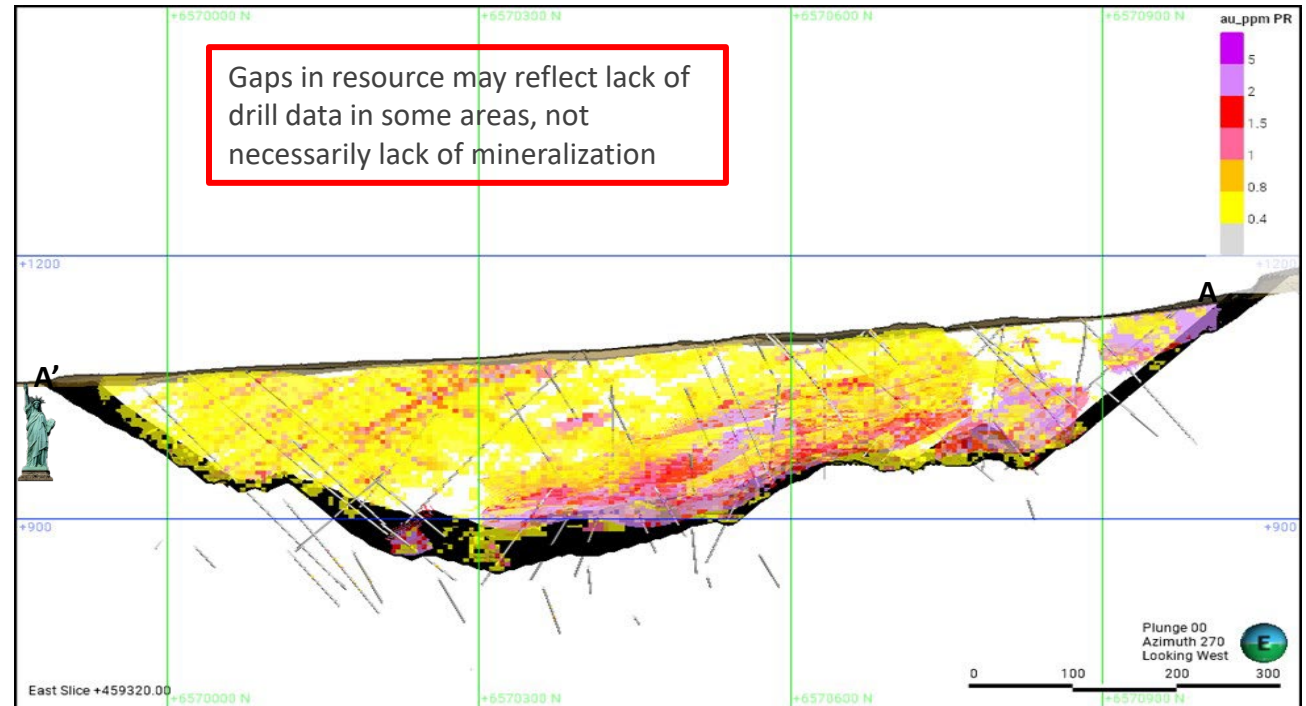 +6570000 N
+6570300 N
+6570600 N
+6570900 N
au_ppm PR
5
2
1.5
1
0.8
0.4
Gaps in resource may reflect lack of
drill data in some areas, not
necessarily lack of mineralization
+1200
+1200
A
A'
+900
+900
Plunge 00
Azimuth 270
Looking West
E
0
100
200
300
East Slice +459320.00
+6570000 N
+6570300 N
+6570600 N
+6570900 N